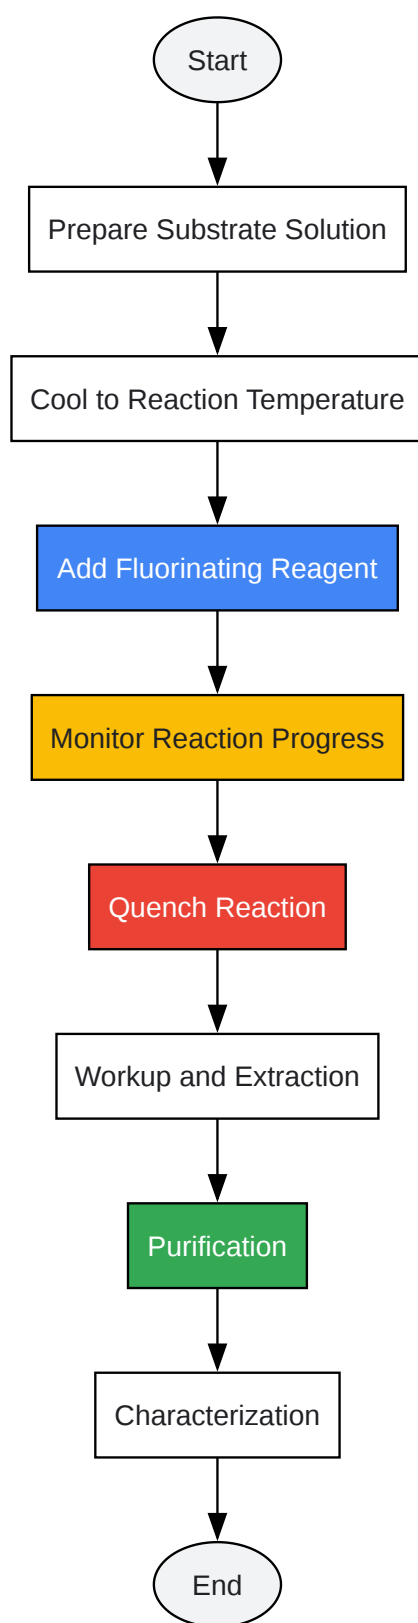 Start
Prepare Substrate Solution
Cool to Reaction Temperature
Add Fluorinating Reagent
Monitor Reaction Progress
Quench Reaction
Workup and Extraction
Purification
Characterization
End